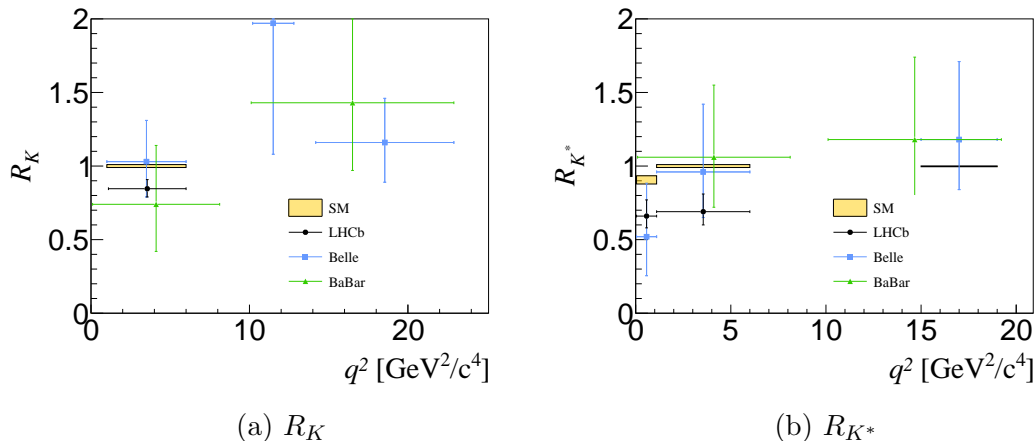 2
1.5
1
0.5
0
R_K
SM
LHCb
Belle
BaBar
0 10 20
q² [GeV²/c⁴]
(a) R_K
2
1.5
1
0.5
0
R_{K*}
SM
LHCb
Belle
BaBar
0 5 10 15 20
q² [GeV²/c⁴]
(b) R_{K*}